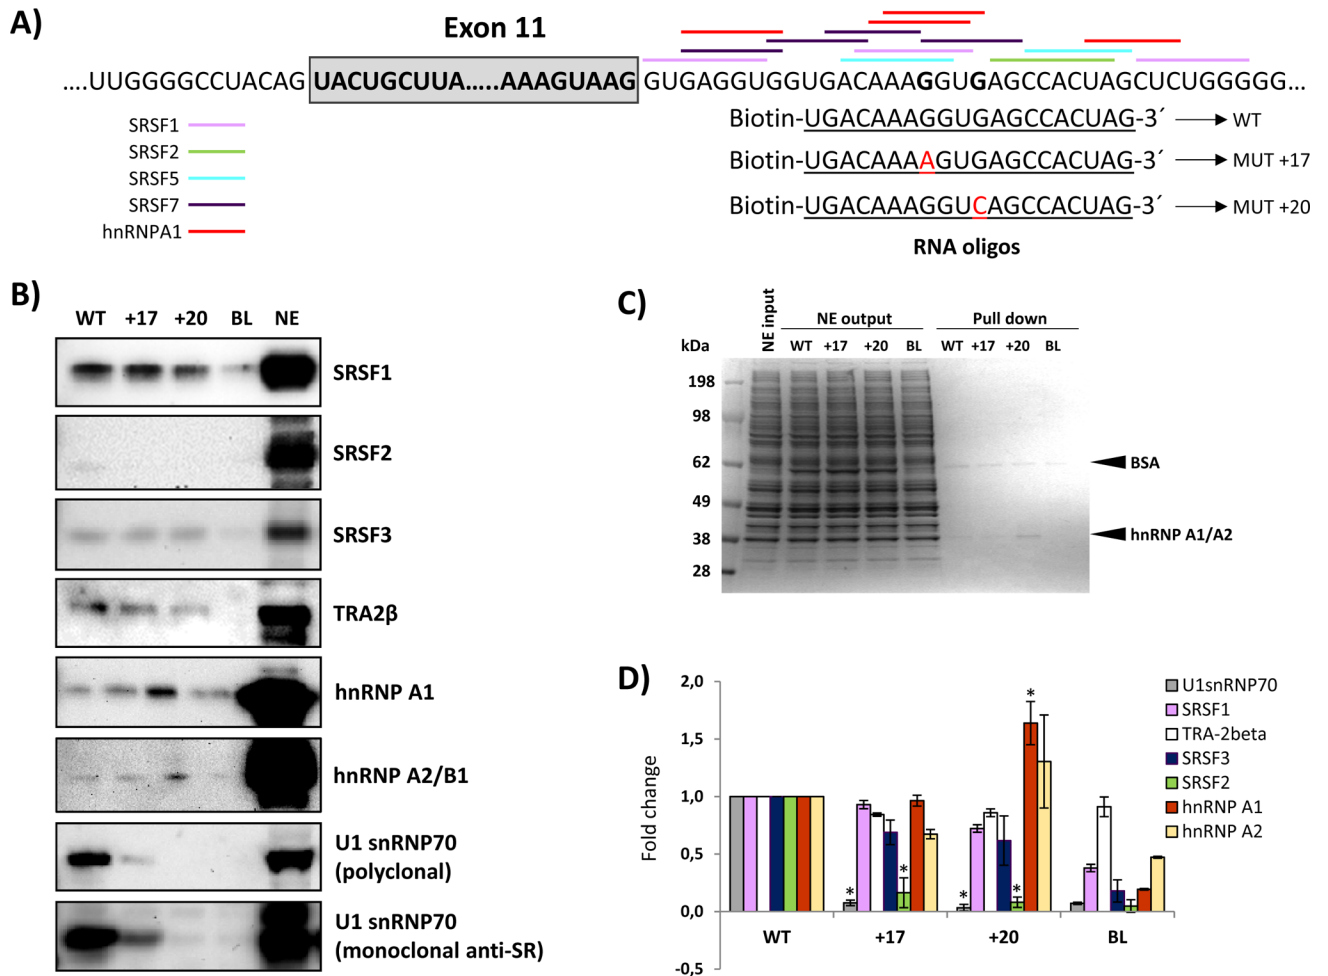 A)
Exon 11
....UUGGGGCCUACAG UACUGCUUA.....AAAGUAAG GUGAGGUGGUGACAAAGGUGAGCCACUAGCUCUGGGGG...
Biotin-UGACAAAGGUGAGCCACUAG-3´ WT
Biotin-UGACAAAAGUGAGCCACUAG-3´ MUT +17
Biotin-UGACAAAGGUCAGCCACUAG-3´ MUT +20
RNA oligos
SRSF1
SRSF2
SRSF5
SRSF7
hnRNPA1
B)
WT +17 +20 BL NE
SRSF1
SRSF2
SRSF3
TRA2β
hnRNP A1
hnRNP A2/B1
U1 snRNP70
(polyclonal)
U1 snRNP70
(monoclonal anti-SR)
C)
NE input
NE output Pull down
kDa WT +17 +20 BL WT +17 +20 BL
198
98
62
49
38
28
BSA
hnRNP A1/A2
D)
Fold change
2,0
1,5
1,0
0,5
0,0
-0,5
* * * * *
WT +17 +20 BL
U1snRNP70
SRSF1
TRA-2beta
SRSF3
SRSF2
hnRNP A1
hnRNP A2